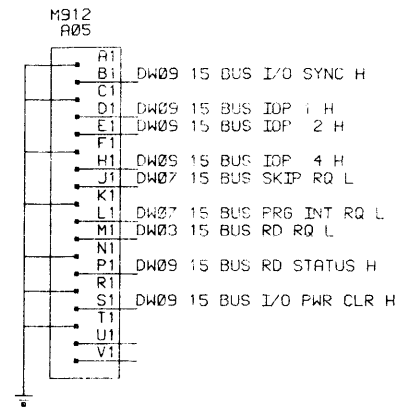 M912
A05
A1
B1 DW09 15 BUS I/O SYNC H
C1
D1 DW09 15 BUS IOP 1 H
E1 DW09 15 BUS IOP 2 H
F1
H1 DW09 15 BUS IOP 4 H
J1 DW07 15 BUS SKIP RQ L
K1
L1 DW07 15 BUS PRG INT RQ L
M1 DW03 15 BUS RD RQ L
N1
P1 DW09 15 BUS RD STATUS H
R1
S1 DW09 15 BUS I/O PWR CLR H
T1
U1
V1